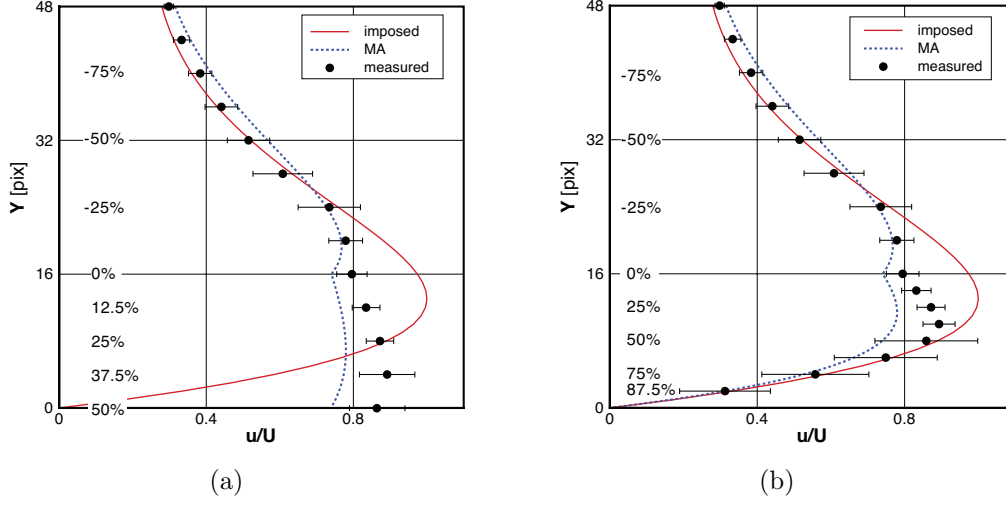 48
32
16
0
Y [pix]
-75%
-50%
-25%
0%
12.5%
25%
37.5%
50%
0
0.4
0.8
u/U
imposed
MA
measured
(a)
48
32
16
0
Y [pix]
-75%
-50%
-25%
0%
25%
50%
75%
87.5%
0
0.4
0.8
u/U
imposed
MA
measured
(b)